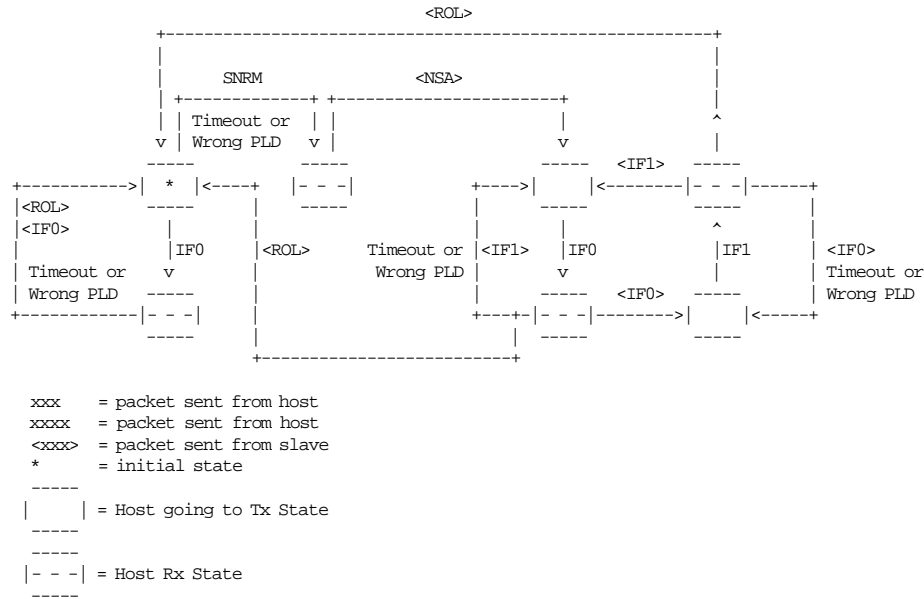 <ROL>
SNRM <NSA>
Timeout or
Wrong PLD
<IF1>
*
<ROL>
<IF0>
IF0 <ROL> Timeout or <IF1> IF0 IF1 <IF0>
Timeout or Wrong PLD Timeout or
Wrong PLD <IF0> Wrong PLD
xxx = packet sent from host
xxxx = packet sent from host
<xxx> = packet sent from slave
* = initial state
= Host going to Tx State
= Host Rx State